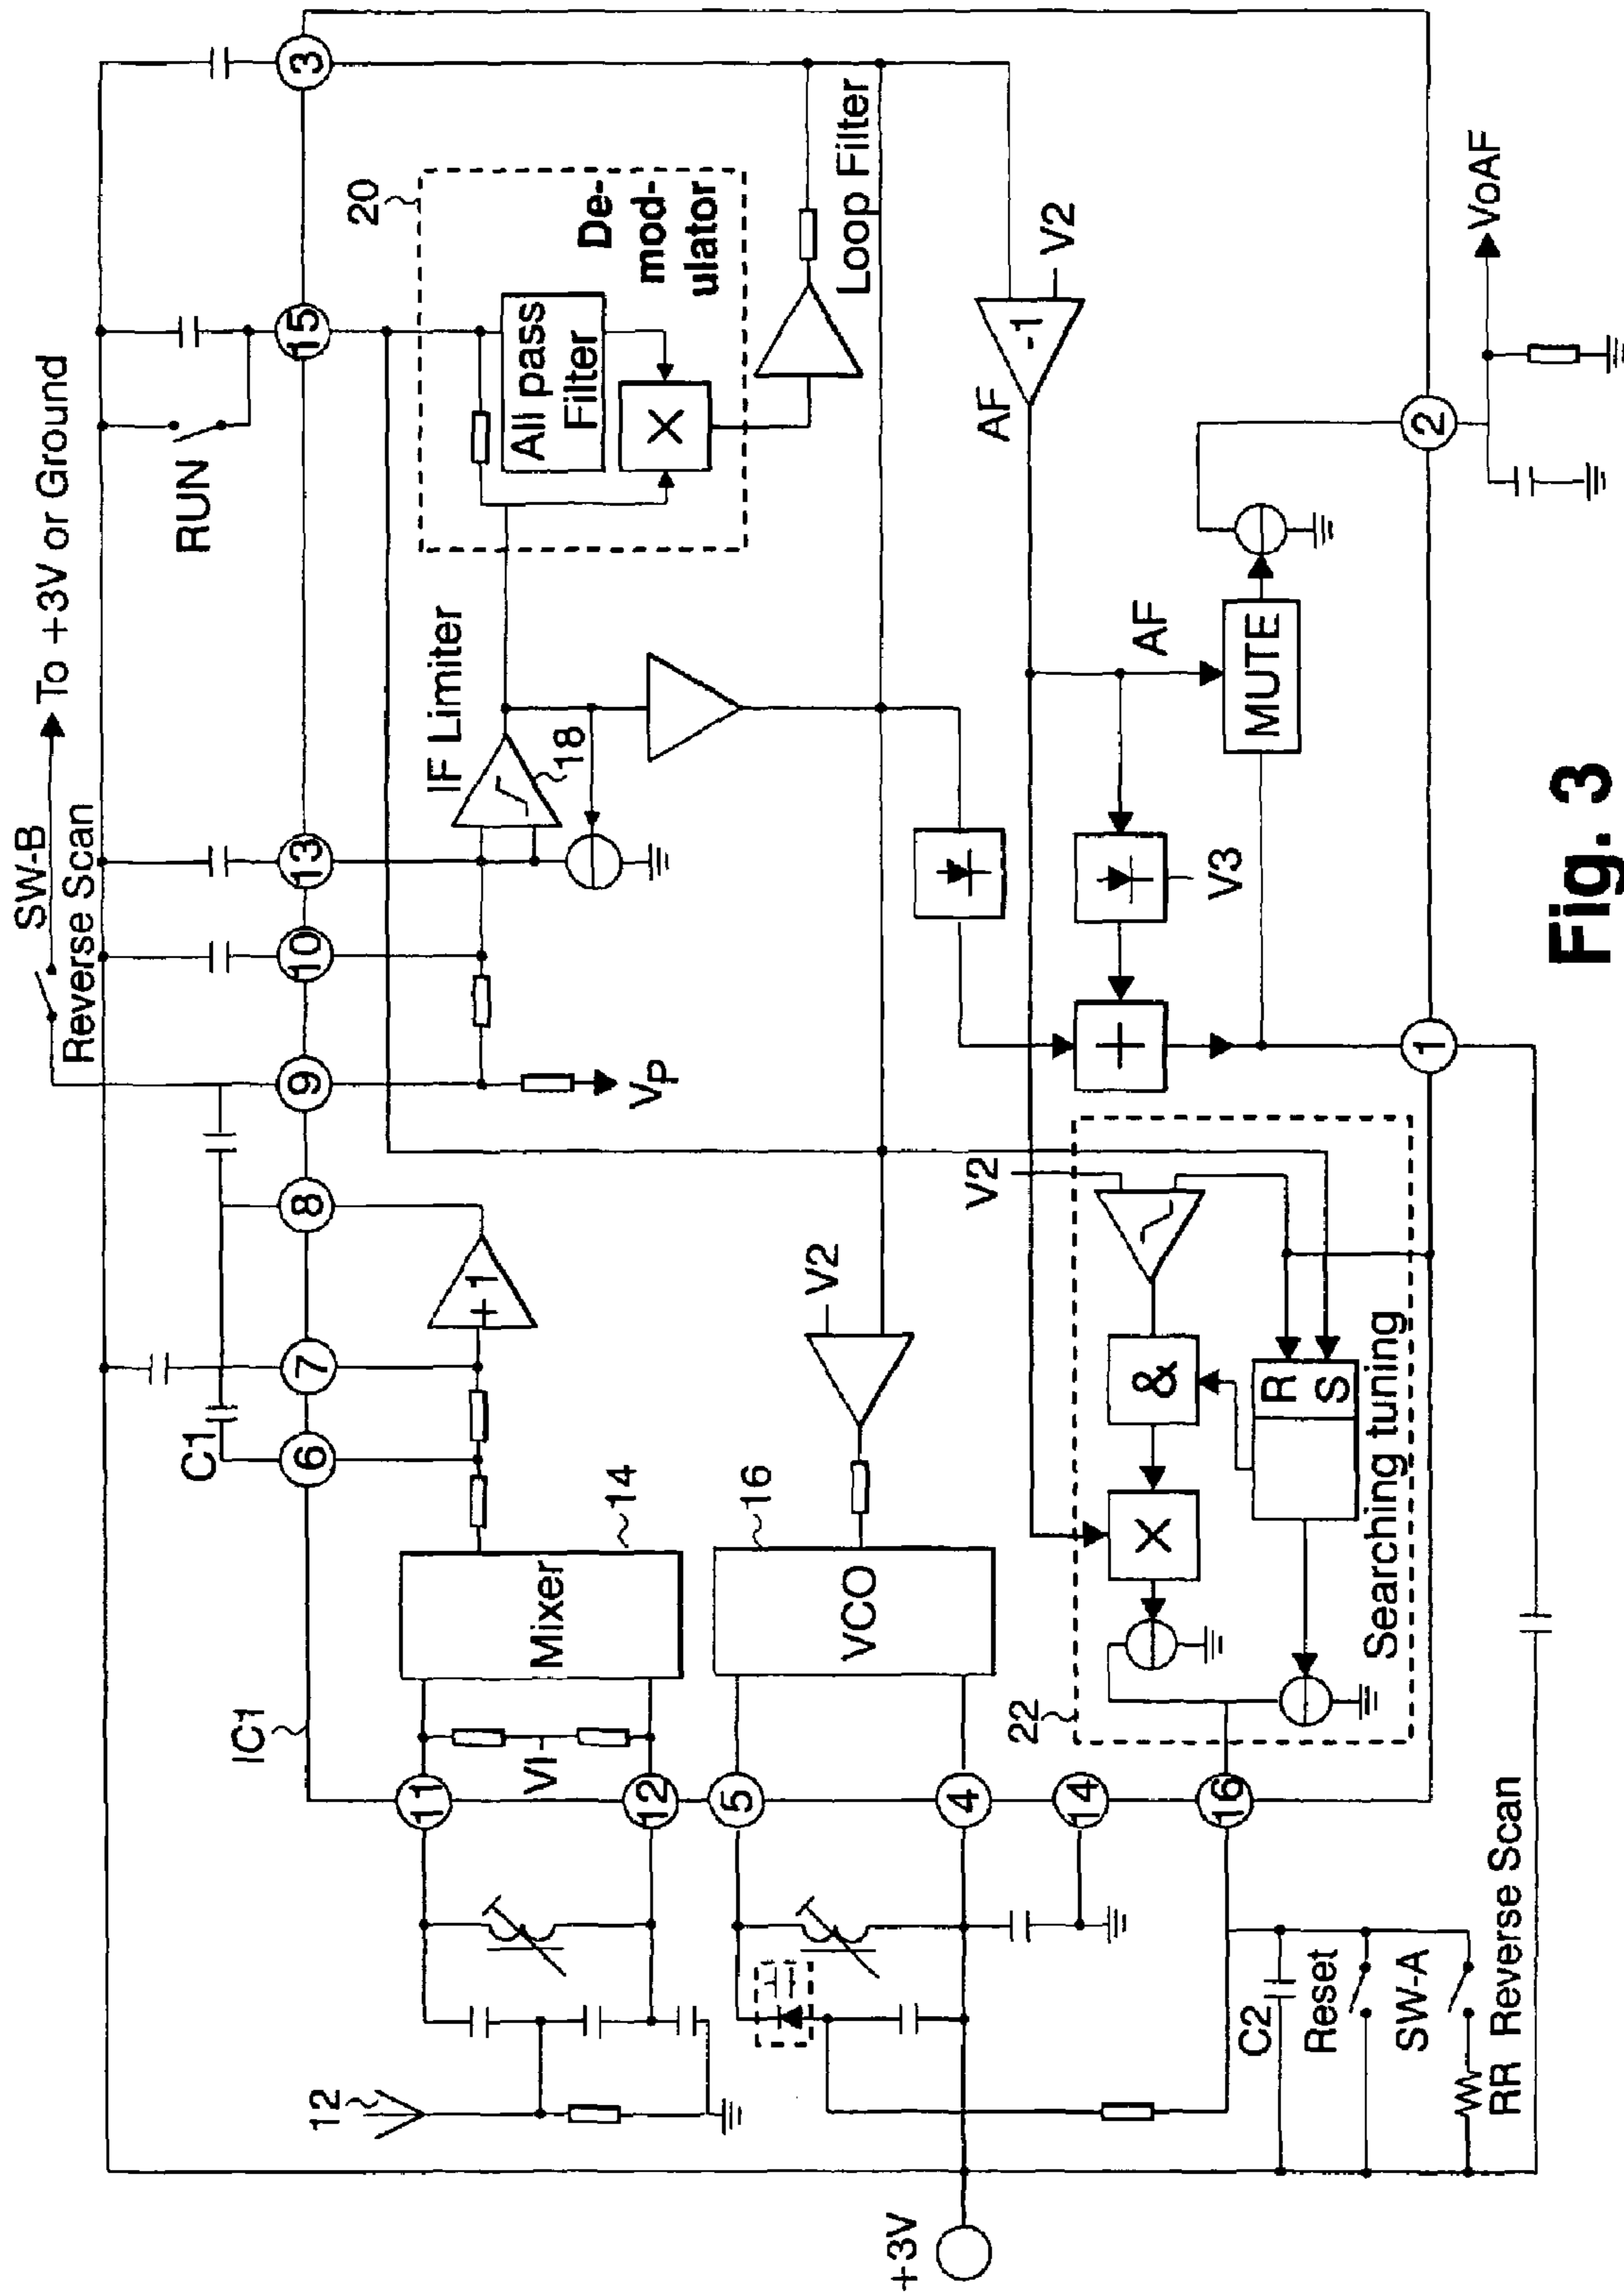 SW-B
To +3V or Ground
Reverse Scan
RUN
C1
6
7
8
9
10
13
15
3
IC1
+1
VP
IF Limiter
18
20
All pass
Filter
X
De-
mod-
ulator
Loop Filter
12
11
12
VI
Mixer
14
5
4
VCO
16
V2
-1
V2
AF
AF
MUTE
V3
+
14
16
22
V2
&
X
R
S
Searching tuning
1
2
VoAF
C2
Reset
SW-A
RR Reverse Scan
+3V
Fig. 3